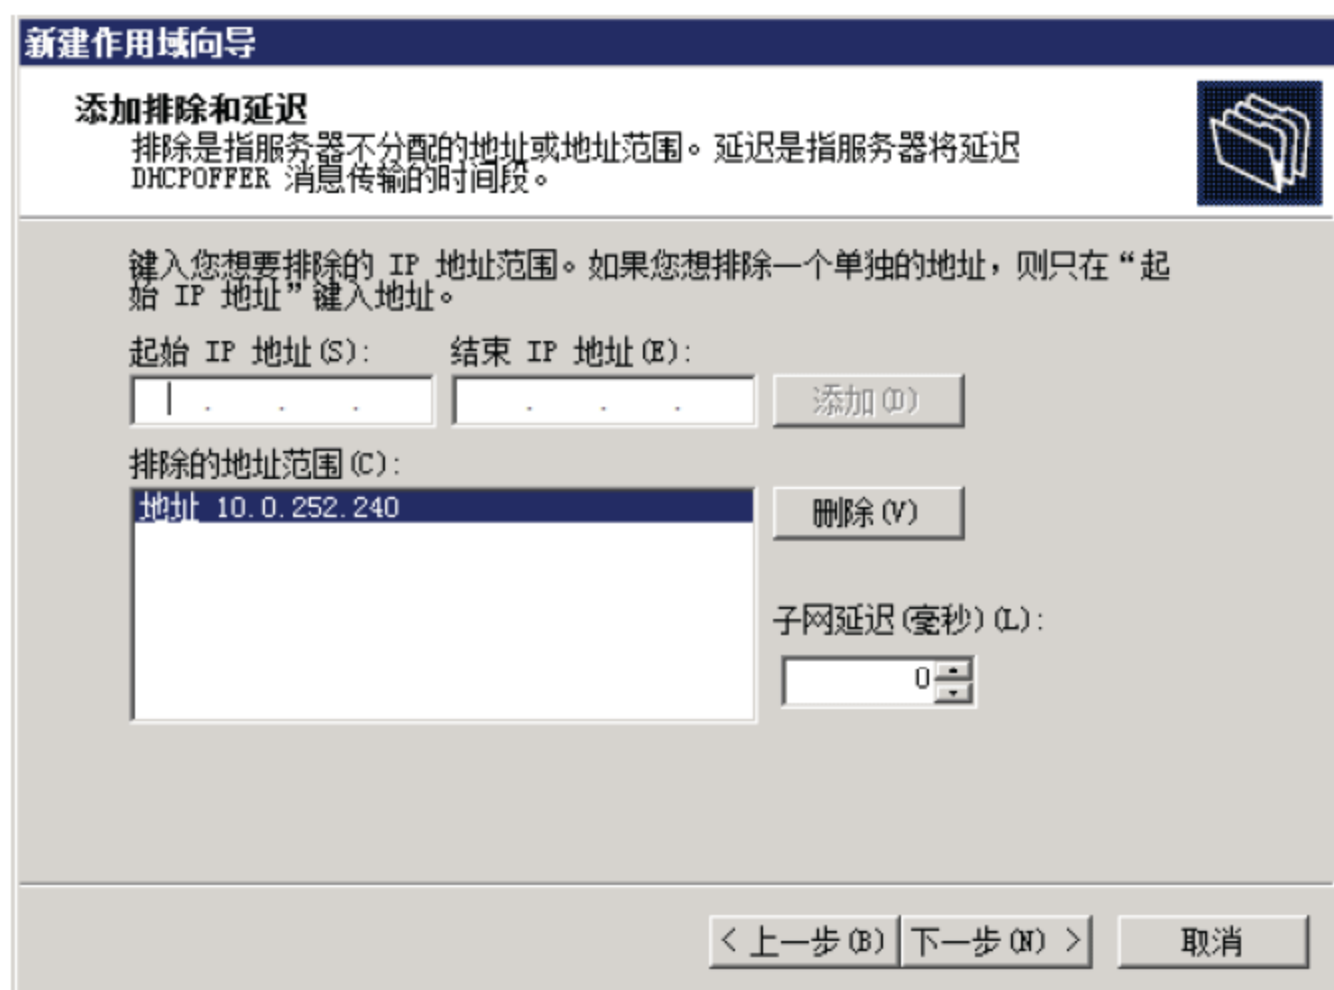 新建作用域向导
添加排除和延迟
排除是指服务器不分配的地址或地址范围。延迟是指服务器将延迟
DHCPOFFER 消息传输的时间段。
键入您想要排除的 IP 地址范围。如果您想排除一个单独的地址，则只在“起
始 IP 地址”键入地址。
起始 IP 地址(S): 结束 IP 地址(E):
. . . . . . 添加(D)
排除的地址范围(C):
地址 10.0.252.240 删除(V)
子网延迟(毫秒)(L):
0
< 上一步(B) 下一步(N) > 取消